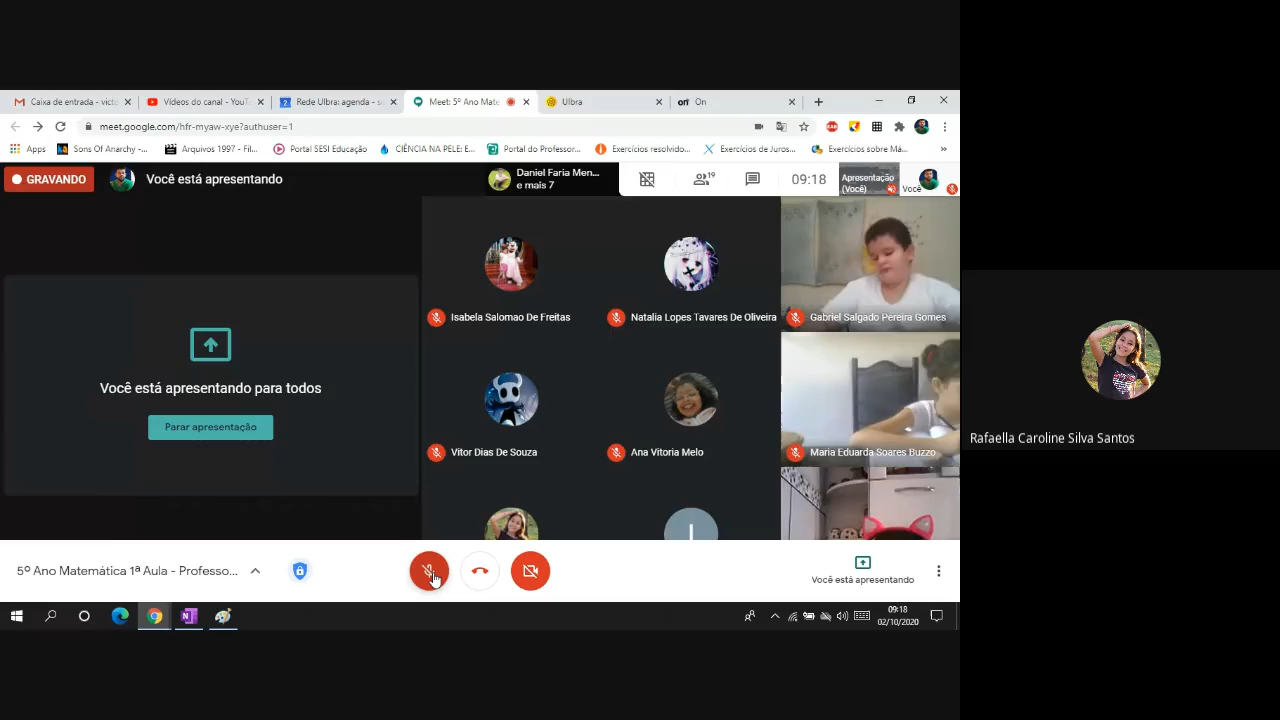 Caixa de entrada - victo
Vídeos do canal - YouTu
Rede Ulbra: agenda - s
Meet: 5º Ano Mate
Ulbra
On
meet.google.com/hfr-myaw-xye?authuser=1
Apps
Sons Of Anarchy -...
Arquivos 1997 - Fil...
Portal SESI Educação
CIÊNCIA NA PELE: E...
Portal do Professor...
Exercícios resolvido...
Exercícios de Juros...
Exercícios sobre Má...
GRAVANDO
Você está apresentando
Daniel Faria Men...
e mais 7
19
09:18
Apresentação
(Você)
Você
Isabela Salomao De Freitas
Natalia Lopes Tavares De Oliveira
Gabriel Salgado Pereira Gomes
Você está apresentando para todos
Parar apresentação
Vitor Dias De Souza
Ana Vitoria Melo
Maria Eduarda Soares Buzzo
Rafaella Caroline Silva Santos
5º Ano Matemática 1ª Aula - Professo...
Você está apresentando
09:18
02/10/2020